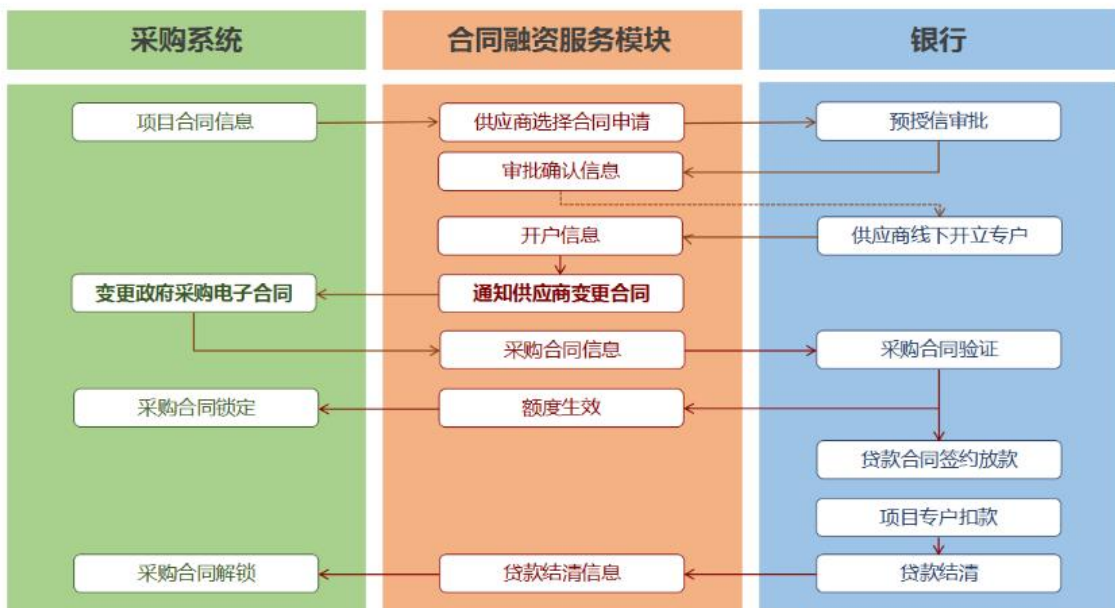 采购系统
合同融资服务模块
银行
项目合同信息
供应商选择合同申请
预授信审批
审批确认信息
开户信息
供应商线下开立专户
变更政府采购电子合同
通知供应商变更合同
采购合同信息
采购合同验证
采购合同锁定
额度生效
贷款合同签约放款
项目专户扣款
采购合同解锁
贷款结清信息
贷款结清